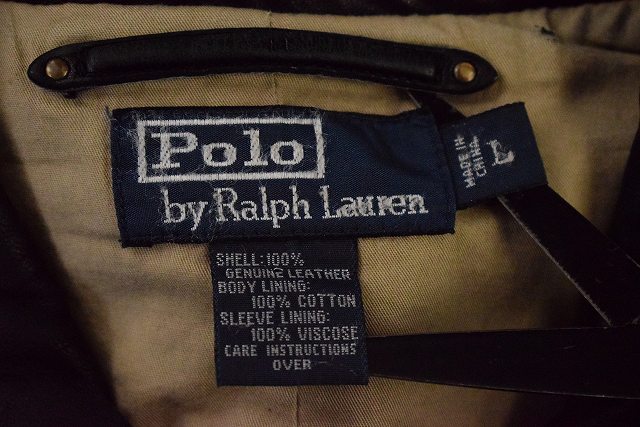 Polo
by Ralph Lauren
MADE IN
CHINA
L
SHELL: 100%
GENUINE LEATHER
BODY LINING:
100% COTTON
SLEEVE LINING:
100% VISCOSE
CARE INSTRUCTIONS
OVER